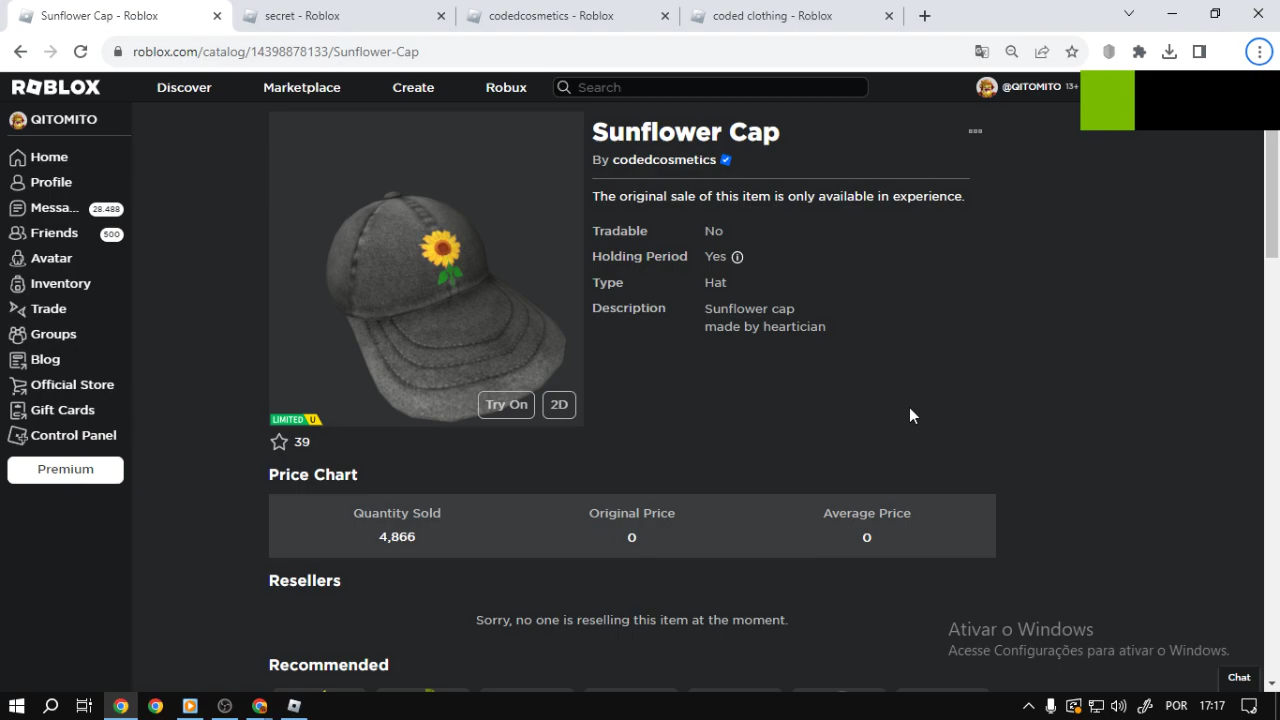 Sunflower Cap - Roblox
secret - Roblox
codedcosmetics - Roblox
coded clothing - Roblox
roblox.com/catalog/14398878133/Sunflower-Cap
ROBLOX
Discover
Marketplace
Create
Robux
Search
@QITOMITO 13+
QITOMITO
Home
Profile
Messa... 28.488
Friends 500
Avatar
Inventory
Trade
Groups
Blog
Official Store
Gift Cards
Control Panel
Premium
Sunflower Cap
By codedcosmetics
The original sale of this item is only available in experience.
Tradable No
Holding Period Yes
Type Hat
Description Sunflower cap
made by heartician
Try On
2D
LIMITED U
39
Price Chart
Quantity Sold Original Price Average Price
4,866 0 0
Resellers
Sorry, no one is reselling this item at the moment.
Recommended
Ativar o Windows
Acesse Configurações para ativar o Windows.
Chat
POR 17:17